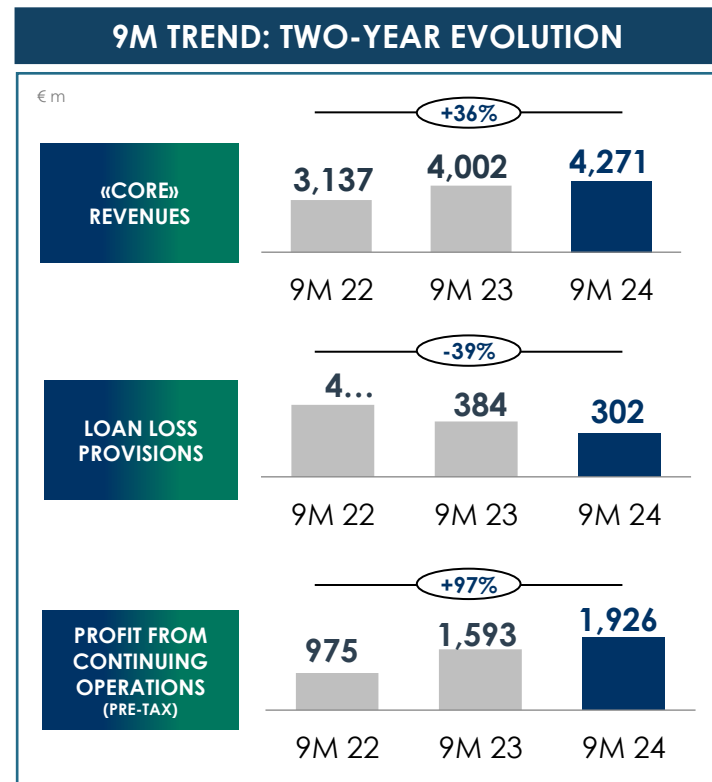 9M TREND: TWO-YEAR EVOLUTION
€ m
+36%
«CORE»
REVENUES
3,137
4,002
4,271
9M 22
9M 23
9M 24
-39%
LOAN LOSS
PROVISIONS
4…
384
302
9M 22
9M 23
9M 24
+97%
PROFIT FROM
CONTINUING
OPERATIONS
(PRE-TAX)
975
1,593
1,926
9M 22
9M 23
9M 24